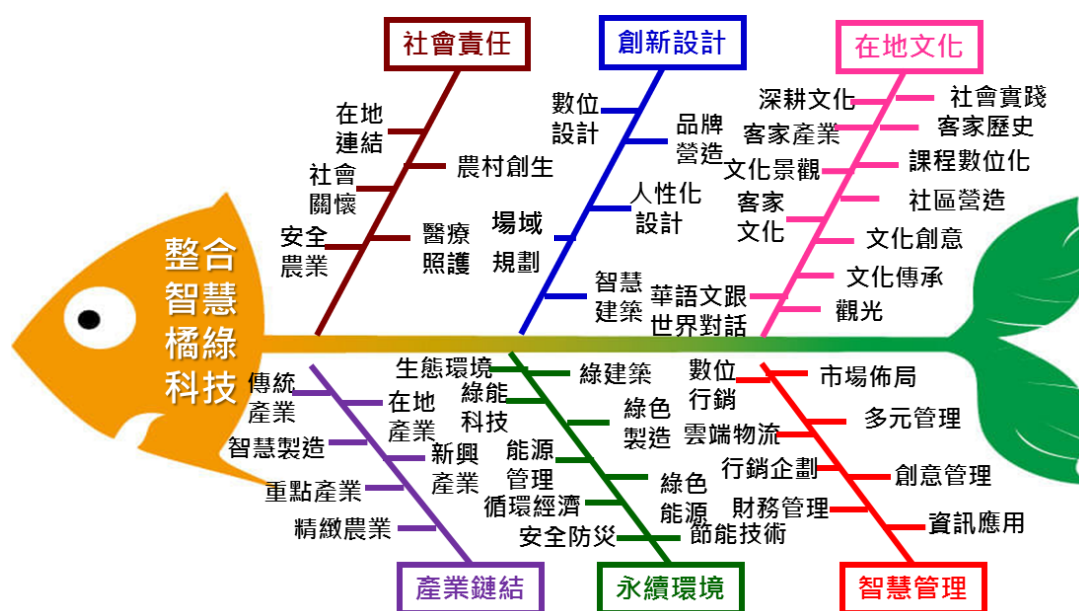 社會責任
在地
連結
社會
關懷
農村創生
安全
農業
醫療
照護
創新設計
數位
設計
品牌
營造
人性化
設計
場域
規劃
智慧
建築
在地文化
深耕文化
社會實踐
客家產業
客家歷史
文化景觀
課程數位化
客家
文化
社區營造
文化創意
文化傳承
華語文跟
世界對話
觀光
整合
智慧
橘綠
科技
傳統
產業
在地
產業
智慧製造
新興
產業
重點產業
精緻農業
產業鏈結
生態環境
綠建築
綠能
科技
綠色
製造
能源
管理
循環經濟
綠色
能源
安全防災
節能技術
永續環境
數位
行銷
市場佈局
雲端物流
多元管理
行銷企劃
創意管理
財務管理
資訊應用
智慧管理